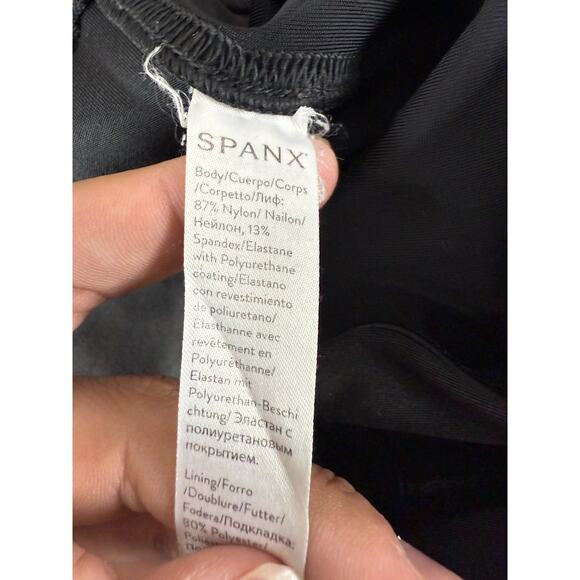 SPANX
Body/Cuerpo/Corps
/Corpetto/Лиф:
87% Nylon/ Nailon/
Нейлон, 13%
Spandex/Elastane
with Polyurethane
coating/Elastano
con revestimiento
de poliuretano/
Élasthanne avec
revêtement en
Polyuréthanne/
Elastan mit
Polyurethan-Beschi
chtung/ Эластан с
полиуретановым
покрытием.
Lining/Forro
/Doublure/Futter/
Fodera/Подкладка:
80% Polyester/